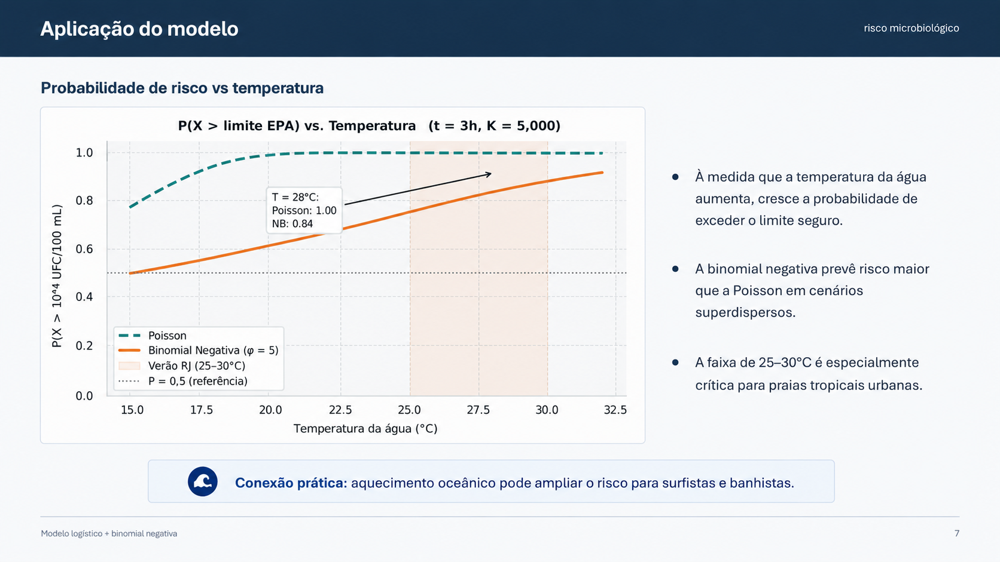 Aplicação do modelo
risco microbiológico
Probabilidade de risco vs temperatura
P(X > limite EPA) vs. Temperatura (t = 3h, K = 5,000)
P(X > 10⁴4 UFC/100 mL)
1.0
0.8
0.6
0.4
0.2
0.0
T = 28°C:
Poisson: 1.00
NB: 0.84
Poisson
Binomial Negativa (φ = 5)
Verão RJ (25–30°C)
P = 0,5 (referência)
15.0 17.5 20.0 22.5 25.0 27.5 30.0 32.5
Temperatura da água (°C)
• À medida que a temperatura da água
aumenta, cresce a probabilidade de
exceder o limite seguro.
• A binomial negativa prevê risco maior
que a Poisson em cenários
superdispersos.
• A faixa de 25–30°C é especialmente
crítica para praias tropicais urbanas.
Conexão prática: aquecimento oceânico pode ampliar o risco para surfistas e banhistas.
Modelo logístico + binomial negativa
7